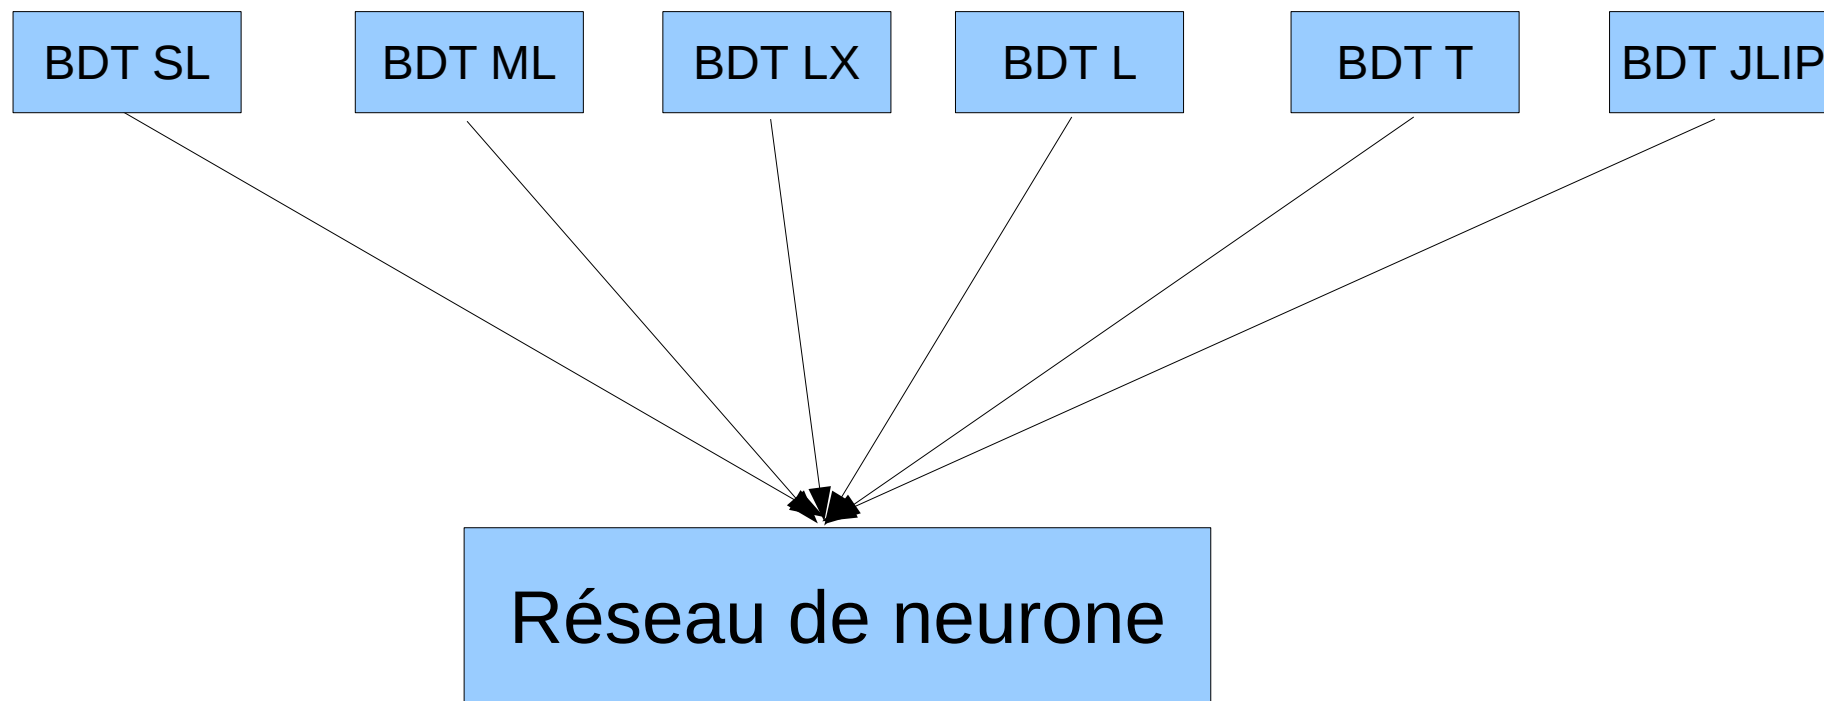 BDT SL
BDT ML
BDT LX
BDT L
BDT T
BDT JLIP
Réseau de neurone